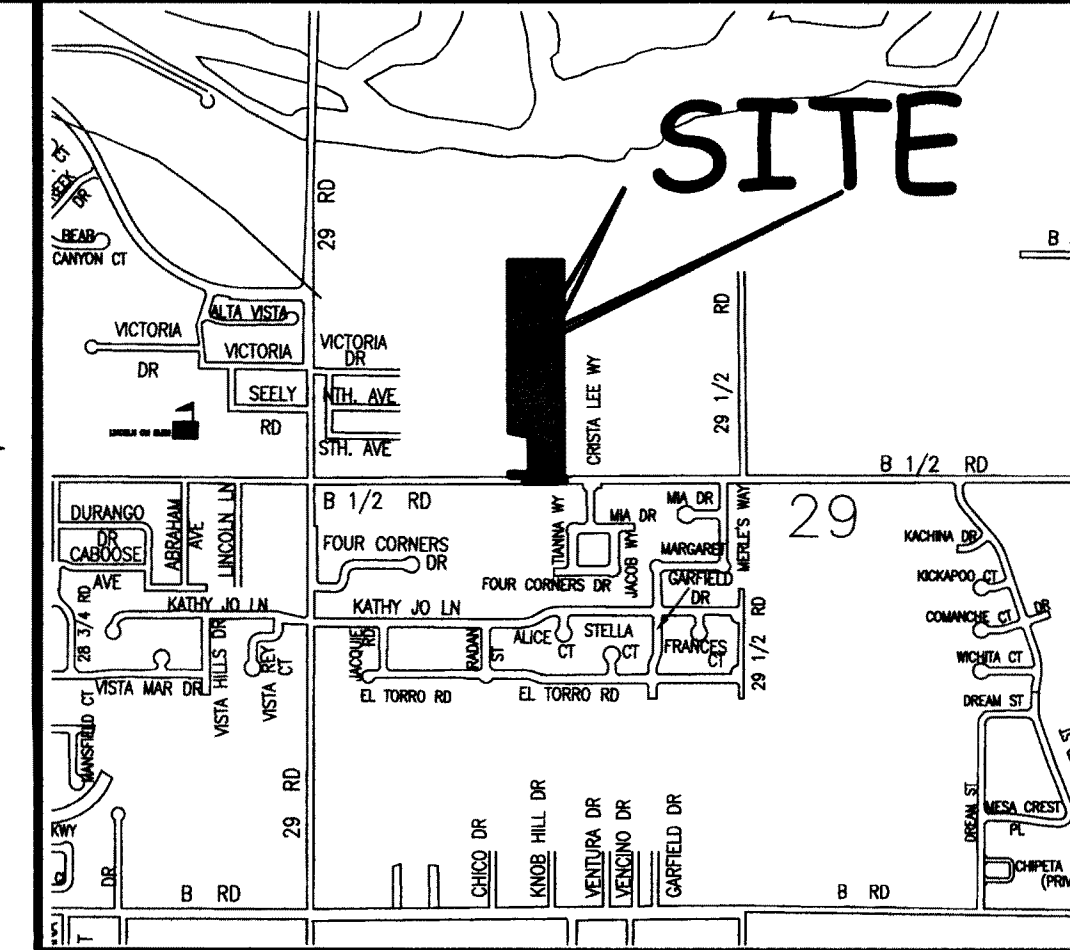 SITE
CT
CREEK
DR
BEAR
CANYON CT
29 RD
B
ALTA VISTA
VICTORIA
DR
VICTORIA
VICTORIA
DR
SEELY
RD
NTH. AVE
STH. AVE
CRISTA LEE WY
29 1/2 RD
B 1/2 RD
B 1/2 RD
29
DURANGO
DR
CABOOSE
AVE
ABRAHAM
AVE
LINCOLN LN
FOUR CORNERS
DR
TIANNA WY
MIA DR
MIA DR
JACOB WY
MERLE'S WAY
MARGARET
GARFIELD
DR
FOUR CORNERS DR
KACHINA DR
KICKAPOO CT
COMANCHE CT
DR
WICHITA CT
DREAM ST
28 3/4 RD
KATHY JO LN
KATHY JO LN
JACQUIE
RD
RADAN
ST
ALICE
CT
STELLA
CT
FRANCES
CT
29 1/2 RD
VISTA MAR DR
VISTA HILLS DR
VISTA REY
CT
EL TORRO RD
EL TORRO RD
MANSFIELD CT
29 RD
KWY
DR
CHICO DR
KNOB HILL DR
VENTURA DR
VENCINO DR
GARFIELD DR
DREAM ST
MESA CREST
PL
CHIPETA
(PRIV
B RD
B RD
T